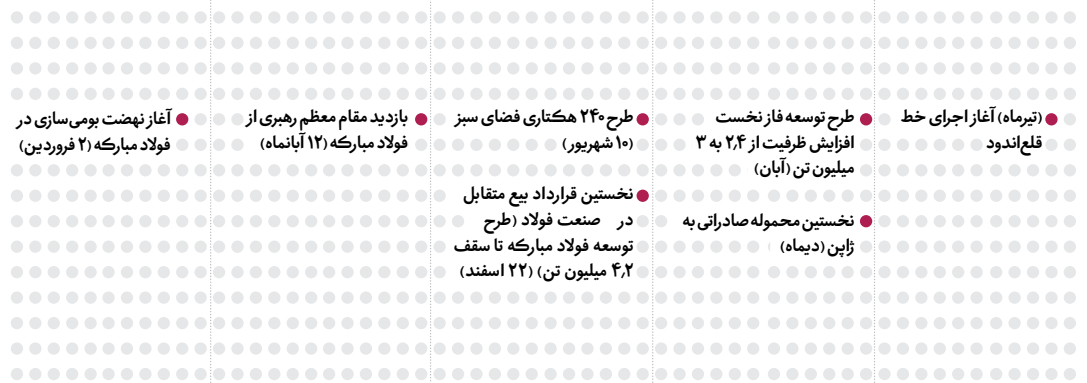 (تیرماه) آغاز اجرای خط
قلع‌اندود
طرح توسعه فاز نخست
افزایش ظرفیت از ۲٫۴ به ۳
میلیون تن (آبان)
نخستین محموله صادراتی به
ژاپن (دیماه)
طرح ۲۴۰ هکتاری فضای سبز
(۱۰ شهریور)
نخستین قرارداد بیع متقابل
در صنعت فولاد (طرح
توسعه فولاد مبارکه تا سقف
۴٫۲ میلیون تن) (۲۲ اسفند)
بازدید مقام معظم رهبری از
فولاد مبارکه (۱۲ آبانماه)
آغاز نهضت بومی‌سازی در
فولاد مبارکه (۲ فروردین)